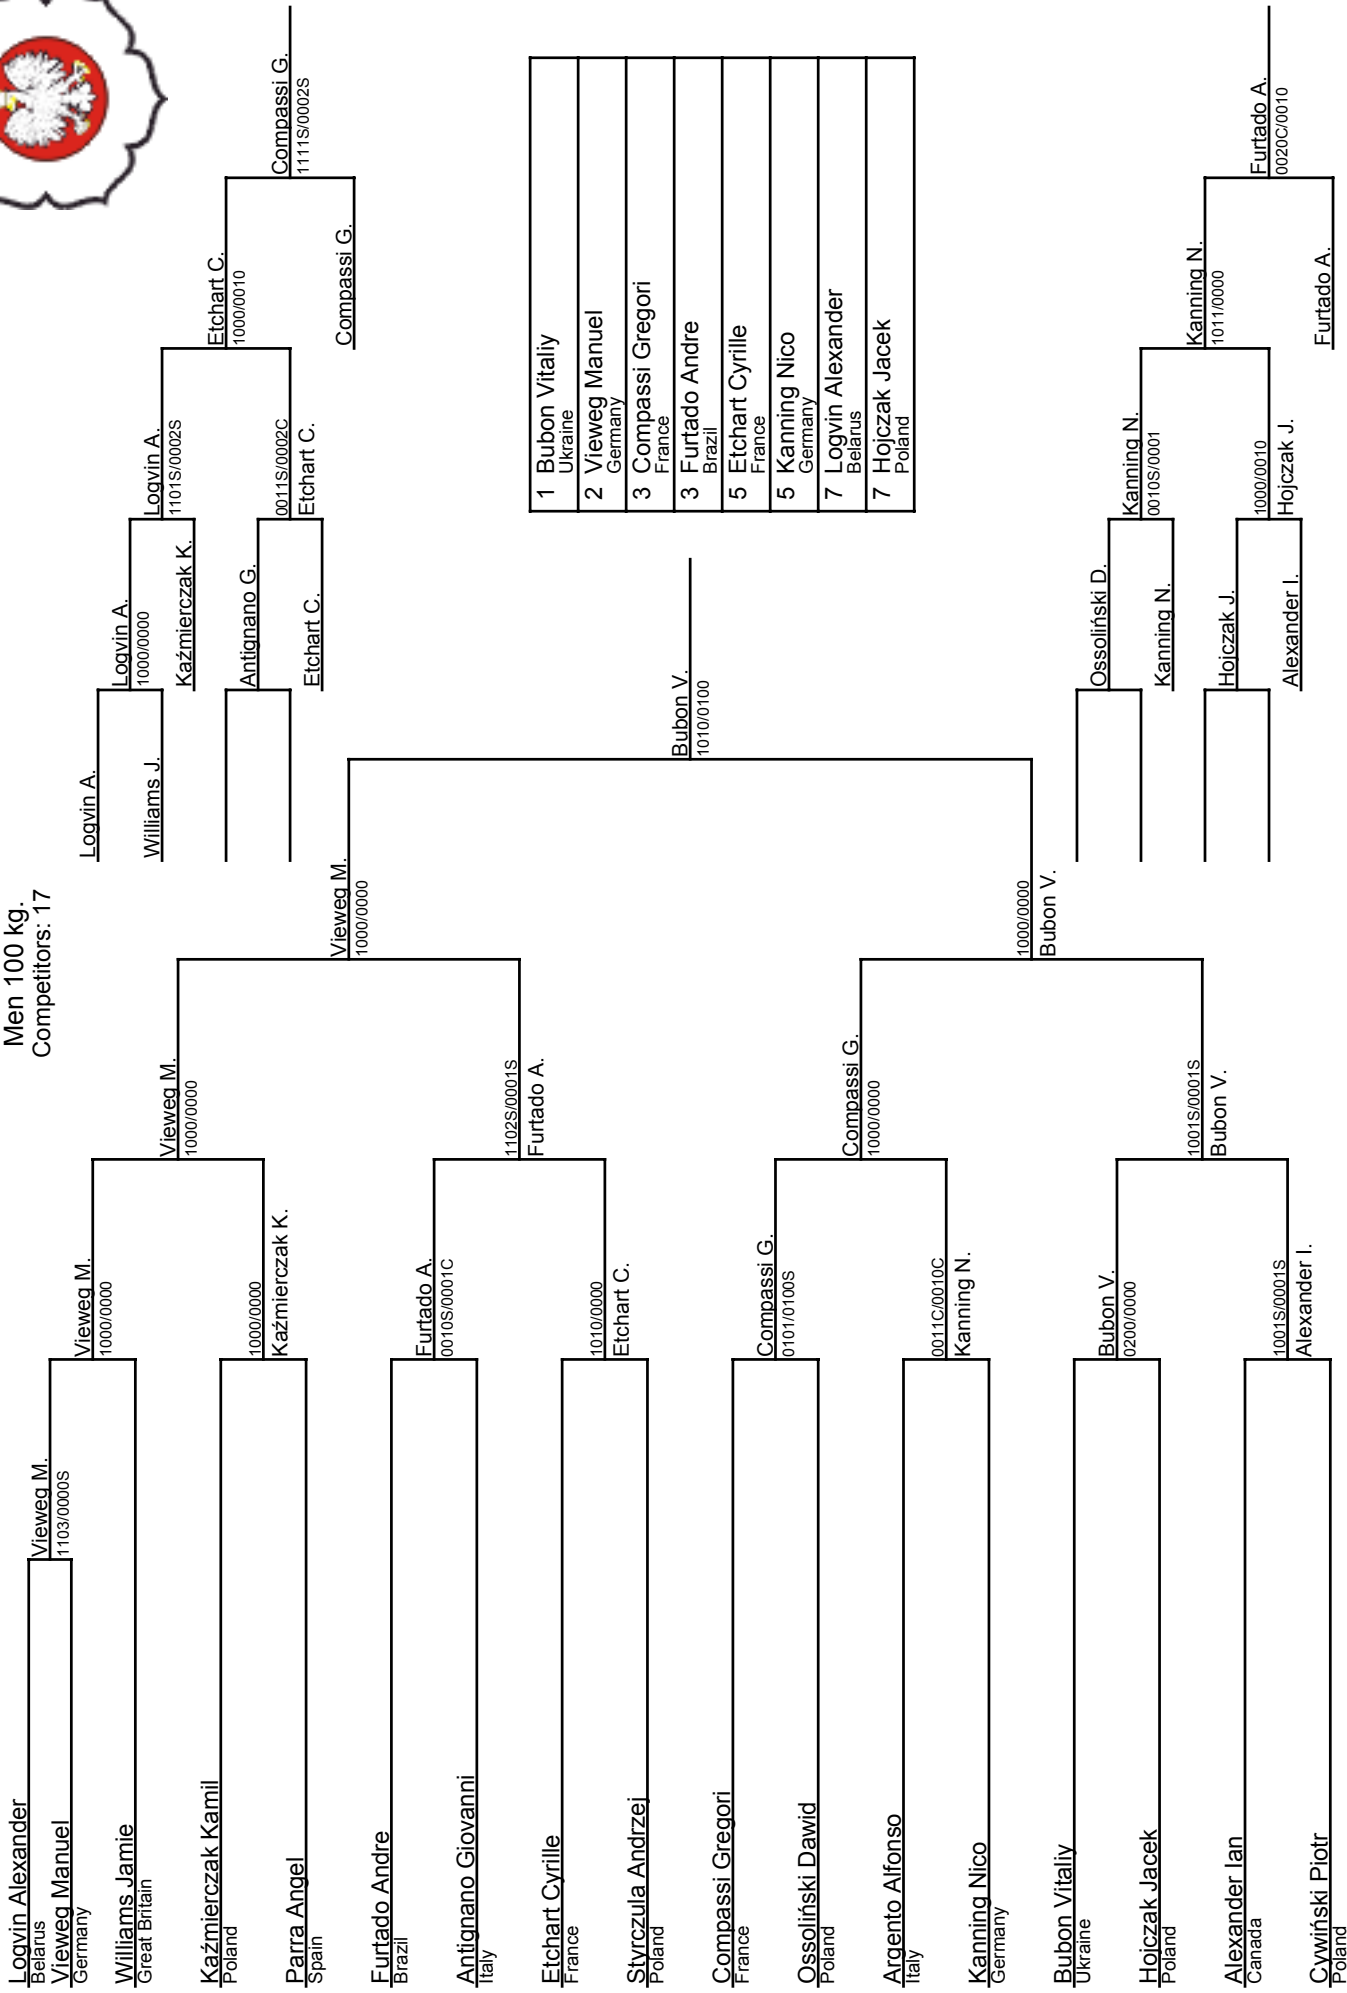 Men 100 kg.
Competitors: 17
Logvin Alexander
Belarus
Vieweg Manuel
Germany
Williams Jamie
Great Britain
Kaźmierczak Kamil
Poland
Parra Angel
Spain
Furtado Andre
Brazil
Antignano Giovanni
Italy
Etchart Cyrille
France
Styrczula Andrzej
Poland
Compassi Gregori
France
Ossoliński Dawid
Poland
Argento Alfonso
Italy
Kanning Nico
Germany
Bubon Vitaliy
Ukraine
Hojczak Jacek
Poland
Alexander Ian
Canada
Cywiński Piotr
Poland
Vieweg M.
1103/0000S
Vieweg M.
1000/0000
1000/0000
Kaźmierczak K.
Furtado A.
0010S/0001C
1010/0000
Etchart C.
Compassi G.
0101/0100S
0011C/0010C
Kanning N.
Bubon V.
0200/0000
1001S/0001S
Alexander I.
Vieweg M.
1000/0000
1102S/0001S
Furtado A.
Compassi G.
1000/0000
1001S/0001S
Bubon V.
Vieweg M.
1000/0000
1000/0000
Bubon V.
Bubon V.
1010/0100
Logvin A.
Williams J.
Logvin A.
1000/0000
Kaźmierczak K.
Antignano G.
Etchart C.
Logvin A.
1101S/0002S
0011S/0002C
Etchart C.
Etchart C.
1000/0010
Compassi G.
Compassi G.
1111S/0002S
Ossoliński D.
Kanning N.
Hojczak J.
Alexander I.
Kanning N.
0010S/0001
1000/0010
Hojczak J.
Kanning N.
1011/0000
Furtado A.
Furtado A.
0020C/0010
1 Bubon Vitaliy
Ukraine
2 Vieweg Manuel
Germany
3 Compassi Gregori
France
3 Furtado Andre
Brazil
5 Etchart Cyrille
France
5 Kanning Nico
Germany
7 Logvin Alexander
Belarus
7 Hojczak Jacek
Poland